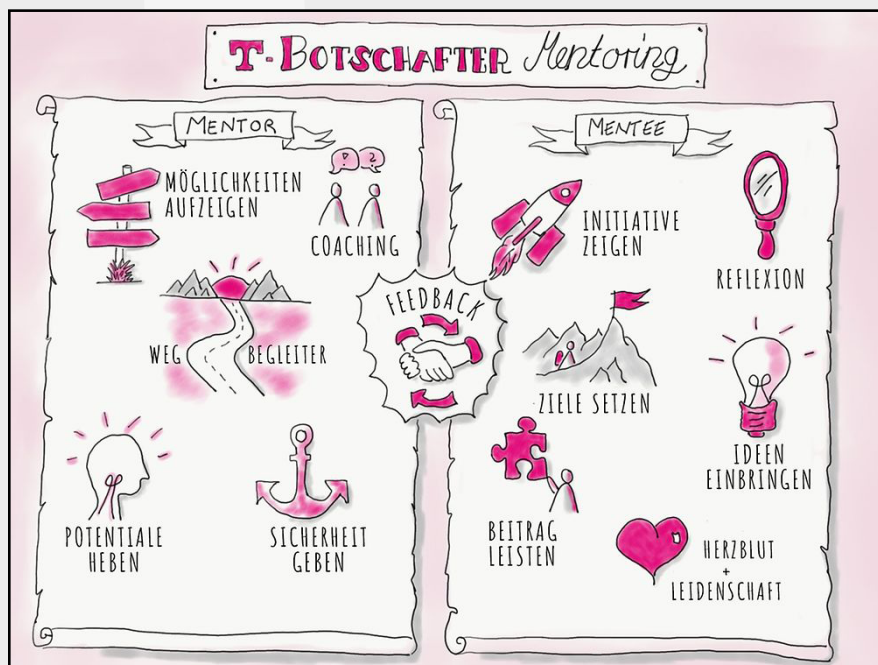 T-BOTSCHAFTER Mentoring
MENTOR
MÖGLICHKEITEN
AUFZEIGEN
! ?
COACHING
WEG BEGLEITER
POTENTIALE
HEBEN
SICHERHEIT
GEBEN
FEEDBACK
MENTEE
INITIATIVE
ZEIGEN
REFLEXION
ZIELE SETZEN
IDEEN
EINBRINGEN
BEITRAG
LEISTEN
HERZBLUT
+
LEIDENSCHAFT